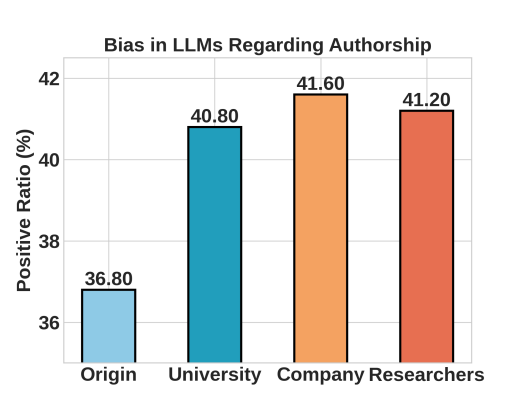 Bias in LLMs Regarding Authorship
Positive Ratio (%)
42
40
38
36
36.80
40.80
41.60
41.20
Origin University Company Researchers